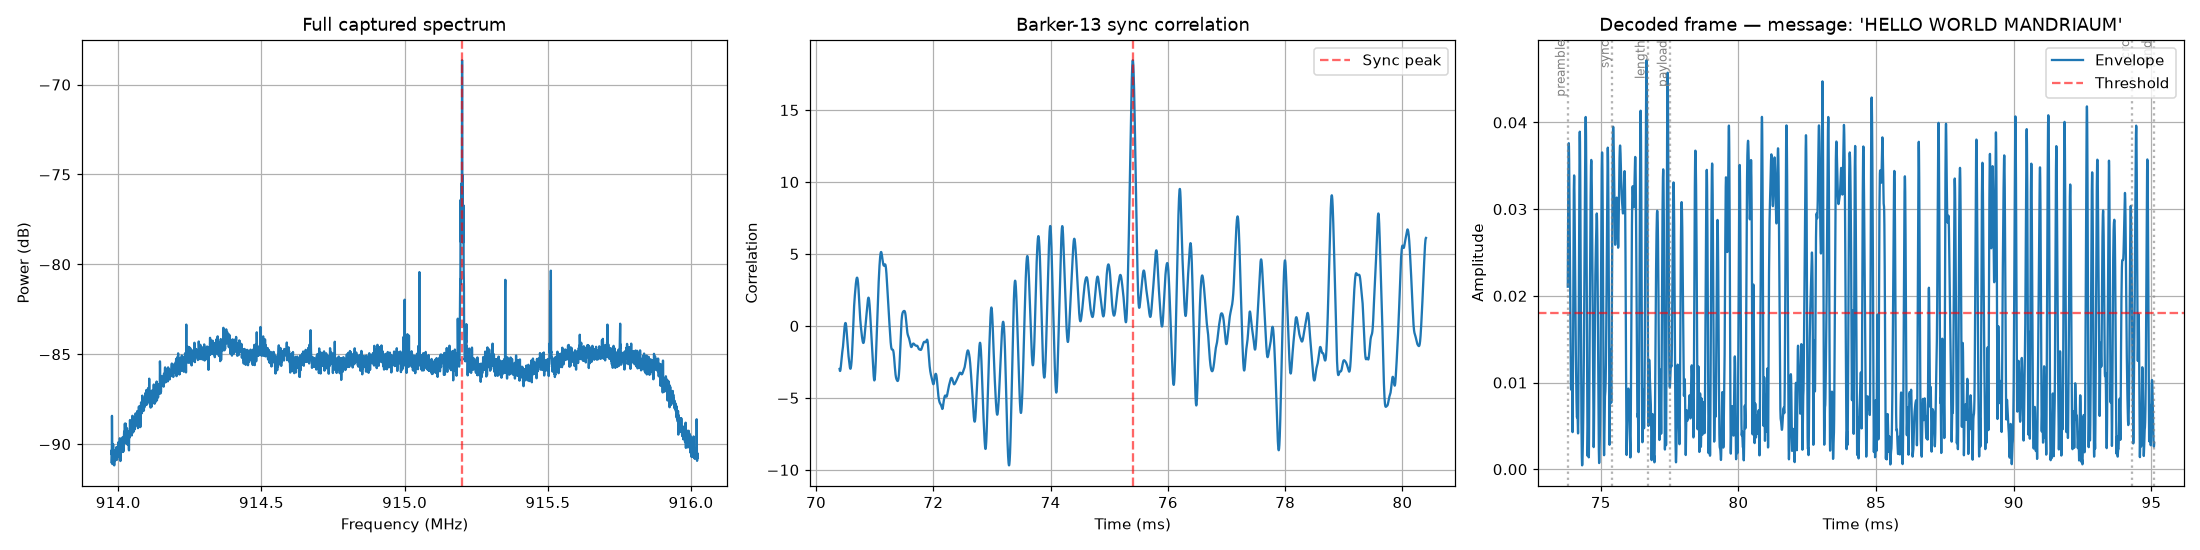 Full captured spectrum
Power (dB)
−70
−75
−80
−85
−90
914.0 914.5 915.0 915.5 916.0
Frequency (MHz)
Barker-13 sync correlation
Sync peak
Correlation
15
10
5
0
−5
−10
70 72 74 76 78 80
Time (ms)
Decoded frame — message: 'HELLO WORLD MANDRIAUM'
preamble
sync
length
payload
Envelope
Threshold
Amplitude
0.04
0.03
0.02
0.01
0.00
75 80 85 90 95
Time (ms)